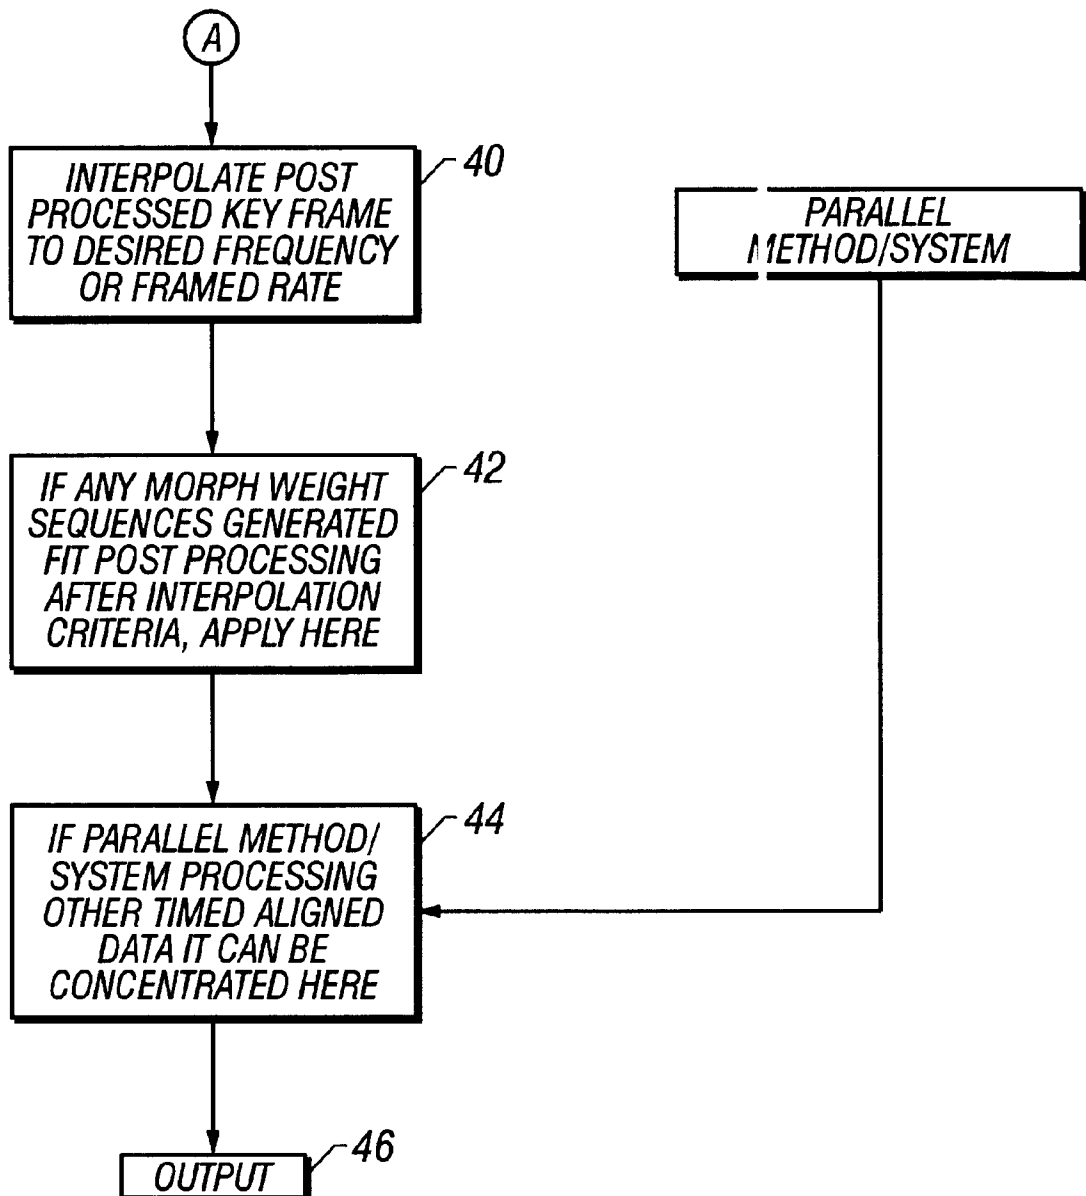 A
INTERPOLATE POST
PROCESSED KEY FRAME
TO DESIRED FREQUENCY
OR FRAMED RATE
40
PARALLEL
METHOD/SYSTEM
IF ANY MORPH WEIGHT
SEQUENCES GENERATED
FIT POST PROCESSING
AFTER INTERPOLATION
CRITERIA, APPLY HERE
42
IF PARALLEL METHOD/
SYSTEM PROCESSING
OTHER TIMED ALIGNED
DATA IT CAN BE
CONCENTRATED HERE
44
OUTPUT
46